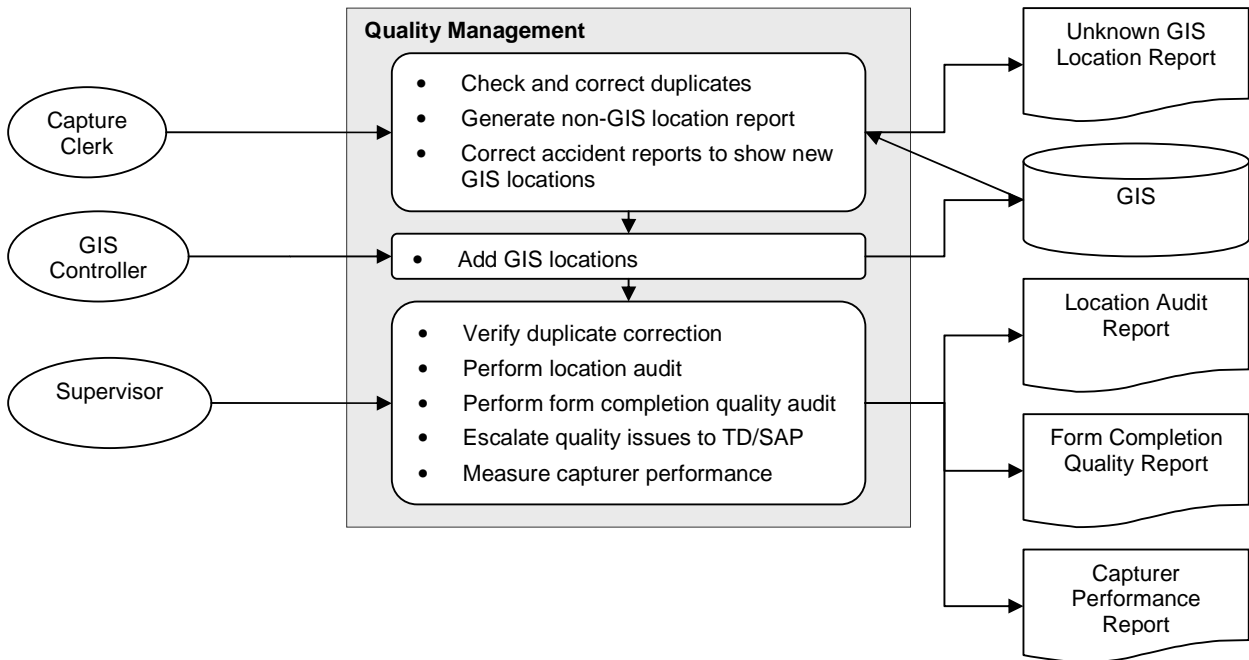 Quality Management
Unknown GIS
Location Report
• Check and correct duplicates
• Generate non-GIS location report
• Correct accident reports to show new
GIS locations
Capture
Clerk
GIS
GIS
Controller
• Add GIS locations
Location Audit
Report
• Verify duplicate correction
• Perform location audit
• Perform form completion quality audit
• Escalate quality issues to TD/SAP
• Measure capturer performance
Supervisor
Form Completion
Quality Report
Capturer
Performance
Report